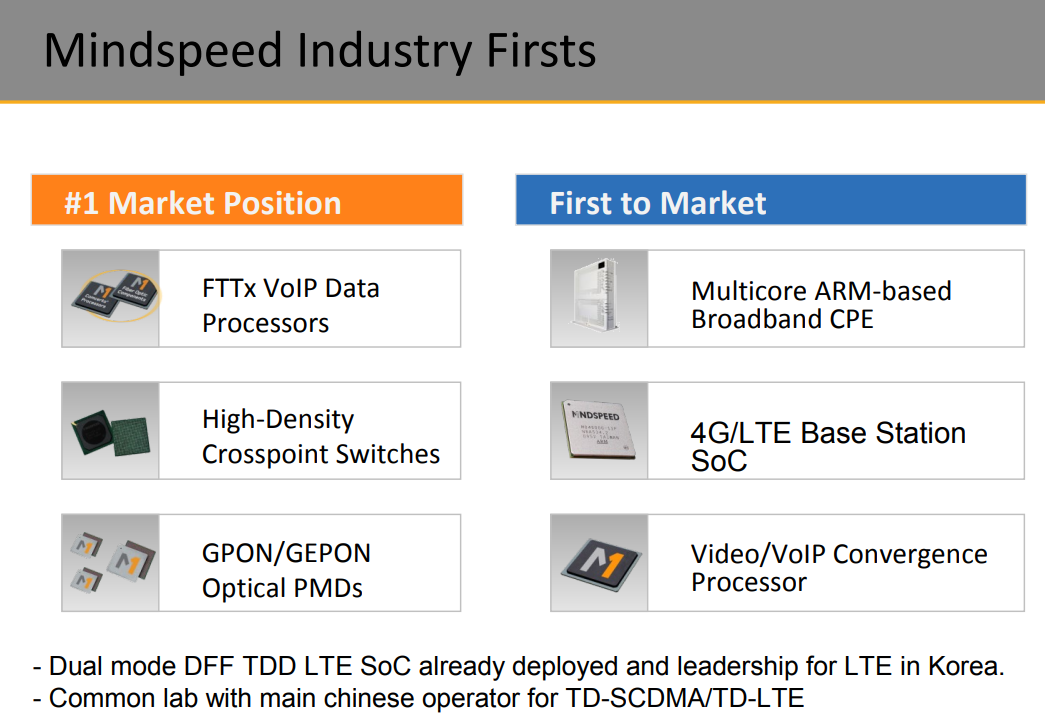 Mindspeed Industry Firsts
#1 Market Position
FTTx VoIP Data
Processors
High-Density
Crosspoint Switches
GPON/GEPON
Optical PMDs
First to Market
Multicore ARM-based
Broadband CPE
MNDSPEED
4G/LTE Base Station
SoC
Video/VoIP Convergence
Processor
- Dual mode DFF TDD LTE SoC already deployed and leadership for LTE in Korea.
- Common lab with main chinese operator for TD-SCDMA/TD-LTE